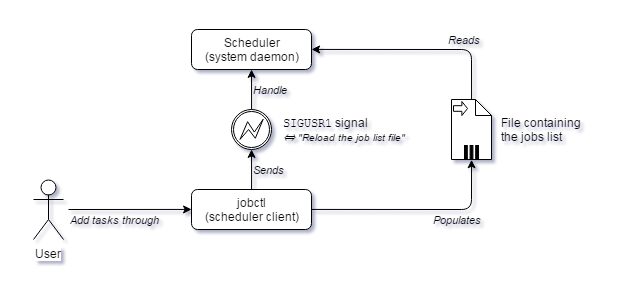 Reads
Scheduler
(system daemon)
Handle
SIGUSR1 signal
⇔ "Reload the job list file"
File containing
the jobs list
Sends
jobctl
(scheduler client)
Add tasks through
Populates
User